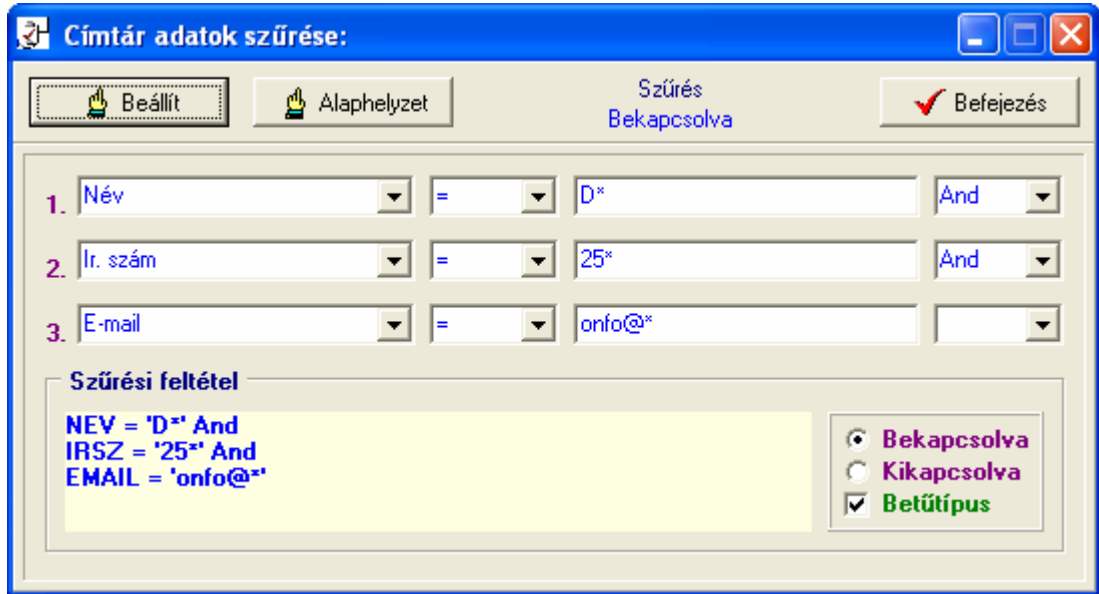 Címtár adatok szűrése:
Beállít
Alaphelyzet
Szűrés
Bekapcsolva
Befejezés
1. Név = D* And
2. Ir. szám = 25* And
3. E-mail = onfo@*
Szűrési feltétel
NEV = 'D*' And
IRSZ = '25*' And
EMAIL = 'onfo@*'
Bekapcsolva
Kikapcsolva
Betűtípus